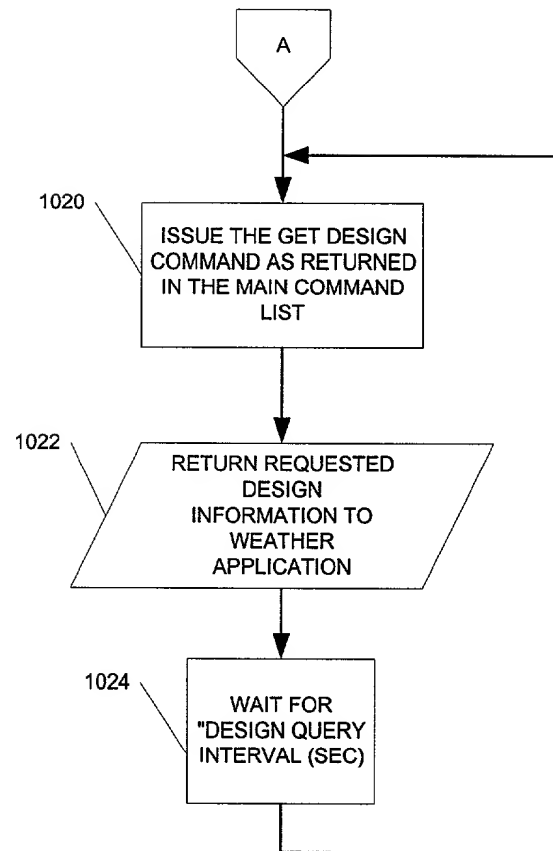 A
1020
ISSUE THE GET DESIGN
COMMAND AS RETURNED
IN THE MAIN COMMAND
LIST
1022
RETURN REQUESTED
DESIGN
INFORMATION TO
WEATHER
APPLICATION
1024
WAIT FOR
"DESIGN QUERY
INTERVAL (SEC)